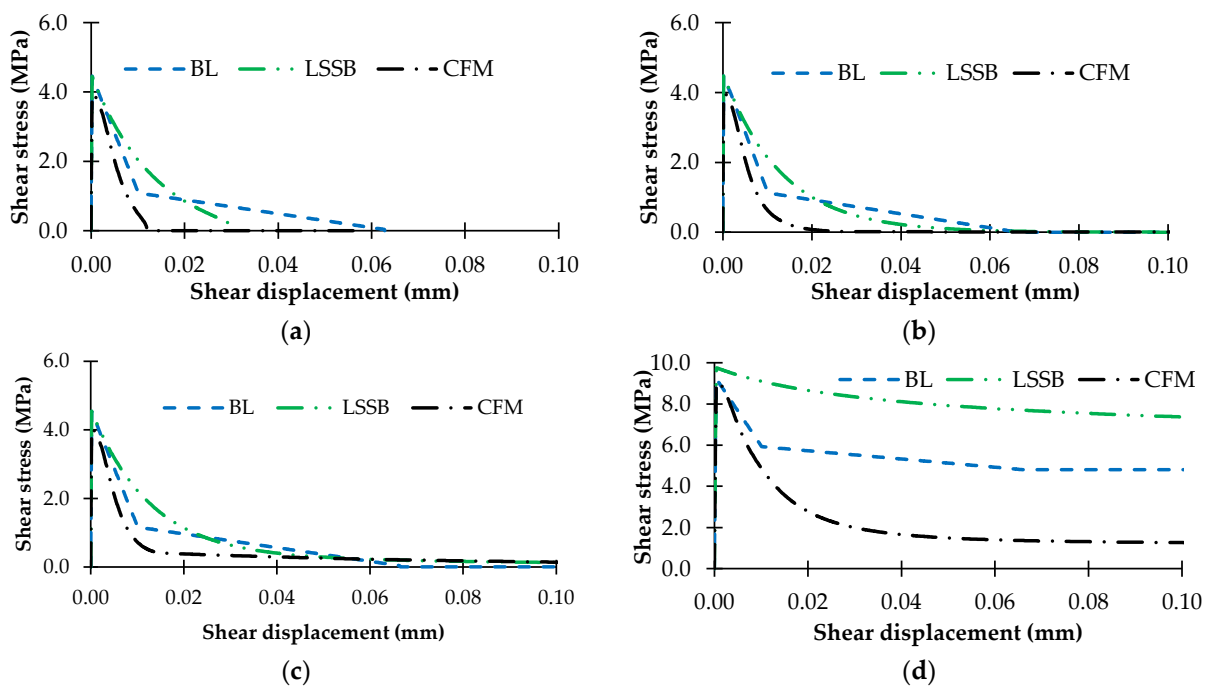 6.0
4.0
2.0
0.0
Shear stress (MPa)
BL LSSB CFM
0.00 0.02 0.04 0.06 0.08 0.10
Shear displacement (mm)
(a)
6.0
4.0
2.0
0.0
Shear stress (MPa)
BL LSSB CFM
0.00 0.02 0.04 0.06 0.08 0.10
Shear displacement (mm)
(b)
6.0
4.0
2.0
0.0
Shear stress (MPa)
BL LSSB CFM
0.00 0.02 0.04 0.06 0.08 0.10
Shear displacement (mm)
(c)
10.0
8.0
6.0
4.0
2.0
0.0
Shear stress (MPa)
BL LSSB CFM
0.00 0.02 0.04 0.06 0.08 0.10
Shear displacement (mm)
(d)